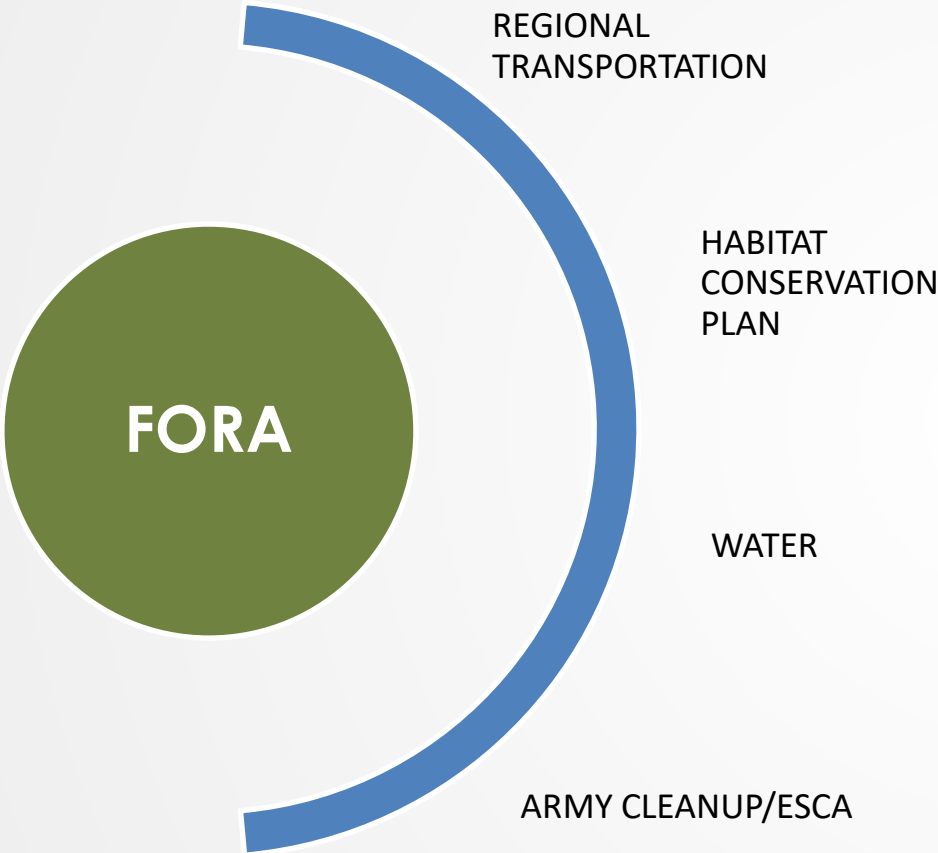 REGIONAL
TRANSPORTATION
HABITAT
CONSERVATION
PLAN
FORA
WATER
ARMY CLEANUP/ESCA